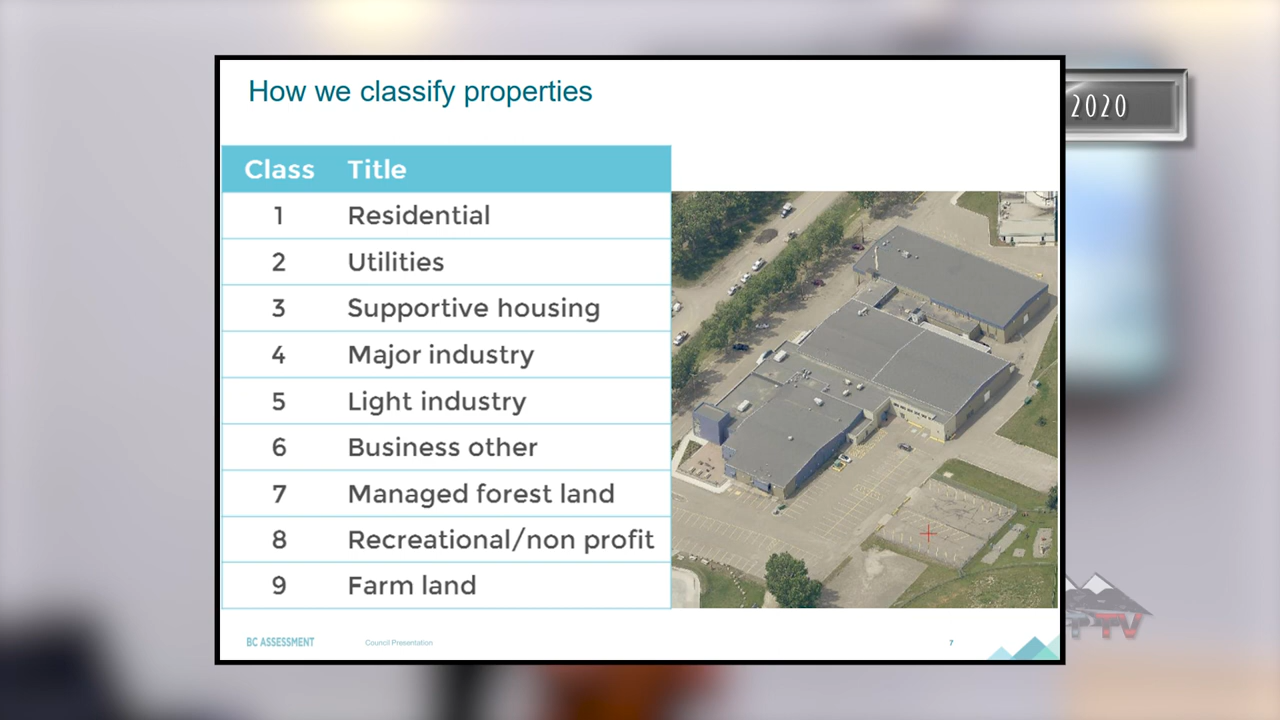 How we classify properties
2020
Class Title
1 Residential
2 Utilities
3 Supportive housing
4 Major industry
5 Light industry
6 Business other
7 Managed forest land
8 Recreational/non profit
9 Farm land
BC ASSESSMENT Council Presentation 7
PTV